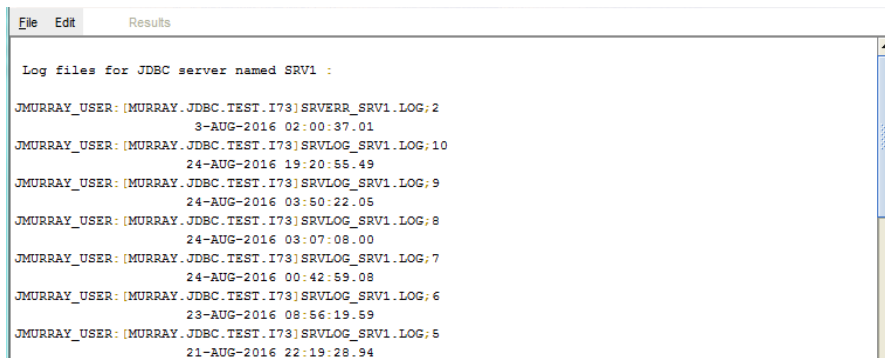 File Edit Results
Log files for JDBC server named SRV1 :
JMURRAY_USER:[MURRAY.JDBC.TEST.I73]SRVERR_SRV1.LOG;2
3-AUG-2016 02:00:37.01
JMURRAY_USER:[MURRAY.JDBC.TEST.I73]SRVLOG_SRV1.LOG;10
24-AUG-2016 19:20:55.49
JMURRAY_USER:[MURRAY.JDBC.TEST.I73]SRVLOG_SRV1.LOG;9
24-AUG-2016 03:50:22.05
JMURRAY_USER:[MURRAY.JDBC.TEST.I73]SRVLOG_SRV1.LOG;8
24-AUG-2016 03:07:08.00
JMURRAY_USER:[MURRAY.JDBC.TEST.I73]SRVLOG_SRV1.LOG;7
24-AUG-2016 00:42:59.08
JMURRAY_USER:[MURRAY.JDBC.TEST.I73]SRVLOG_SRV1.LOG;6
23-AUG-2016 08:56:19.59
JMURRAY_USER:[MURRAY.JDBC.TEST.I73]SRVLOG_SRV1.LOG;5
21-AUG-2016 22:19:28.94